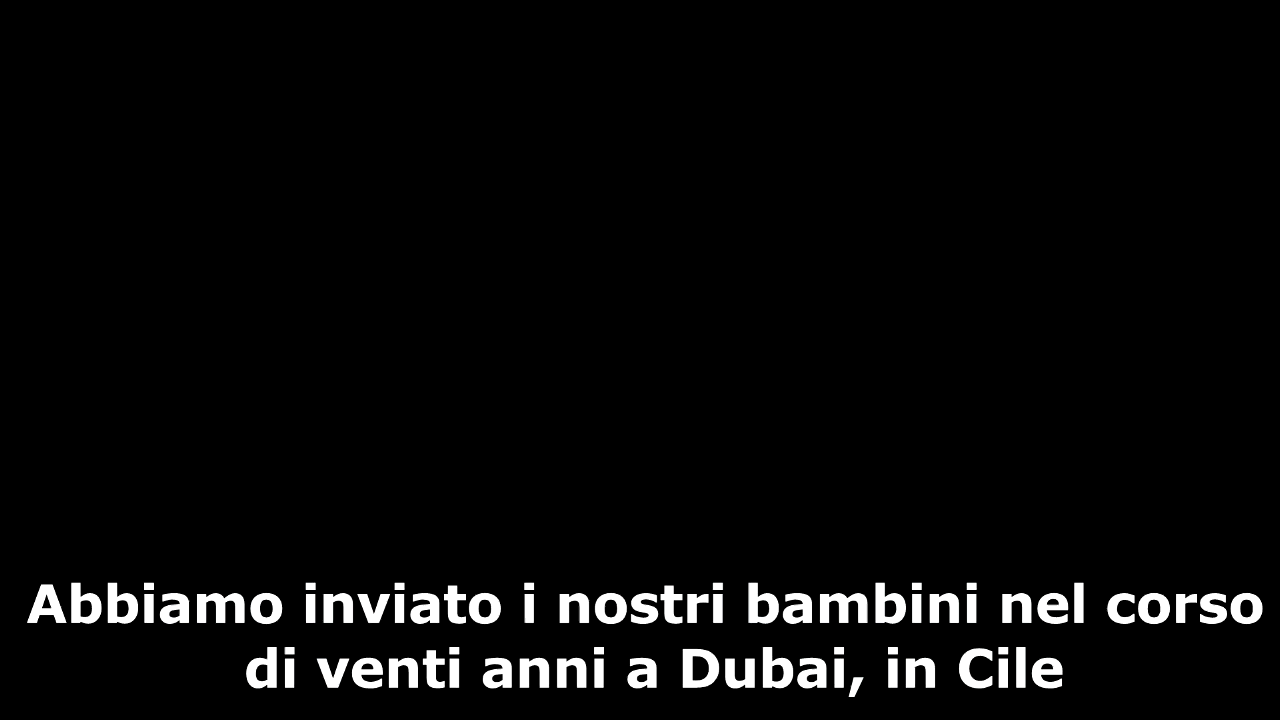 Abbiamo inviato i nostri bambini nel corso
di venti anni a Dubai, in Cile